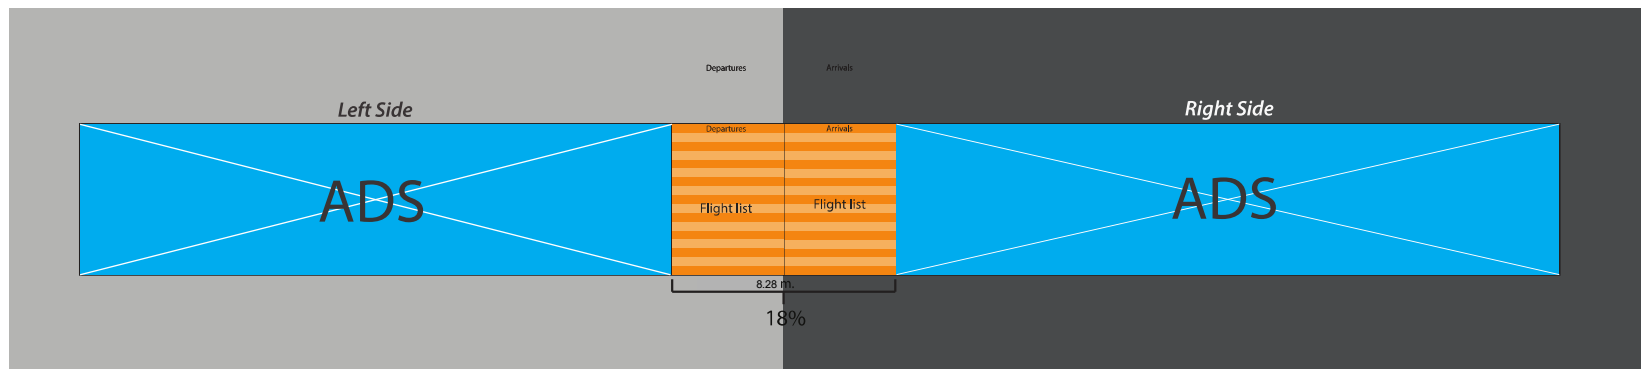 Departures
Arrivals
Left Side
Right Side
Departures
Arrivals
ADS
Flight list
Flight list
ADS
8.28 m.
18%